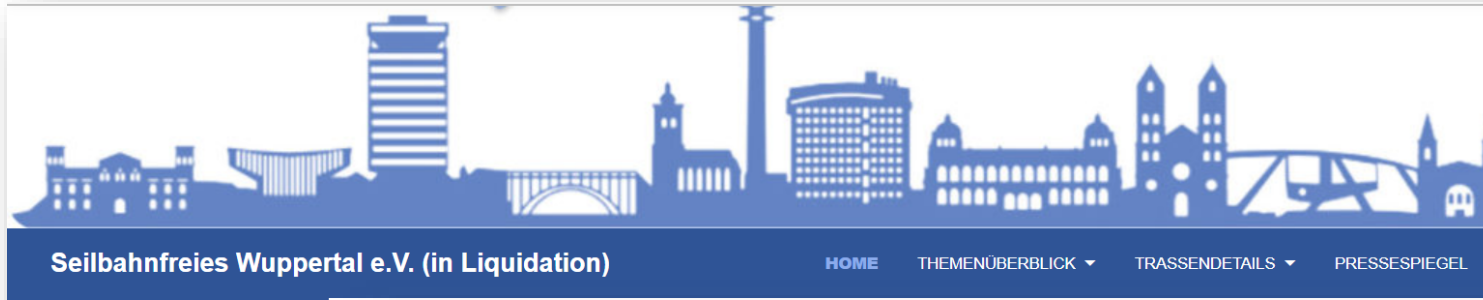 Seilbahnfreies Wuppertal e.V. (in Liquidation) HOME THEMENÜBERBLICK TRASSENDETAILS PRESSESPIEGEL